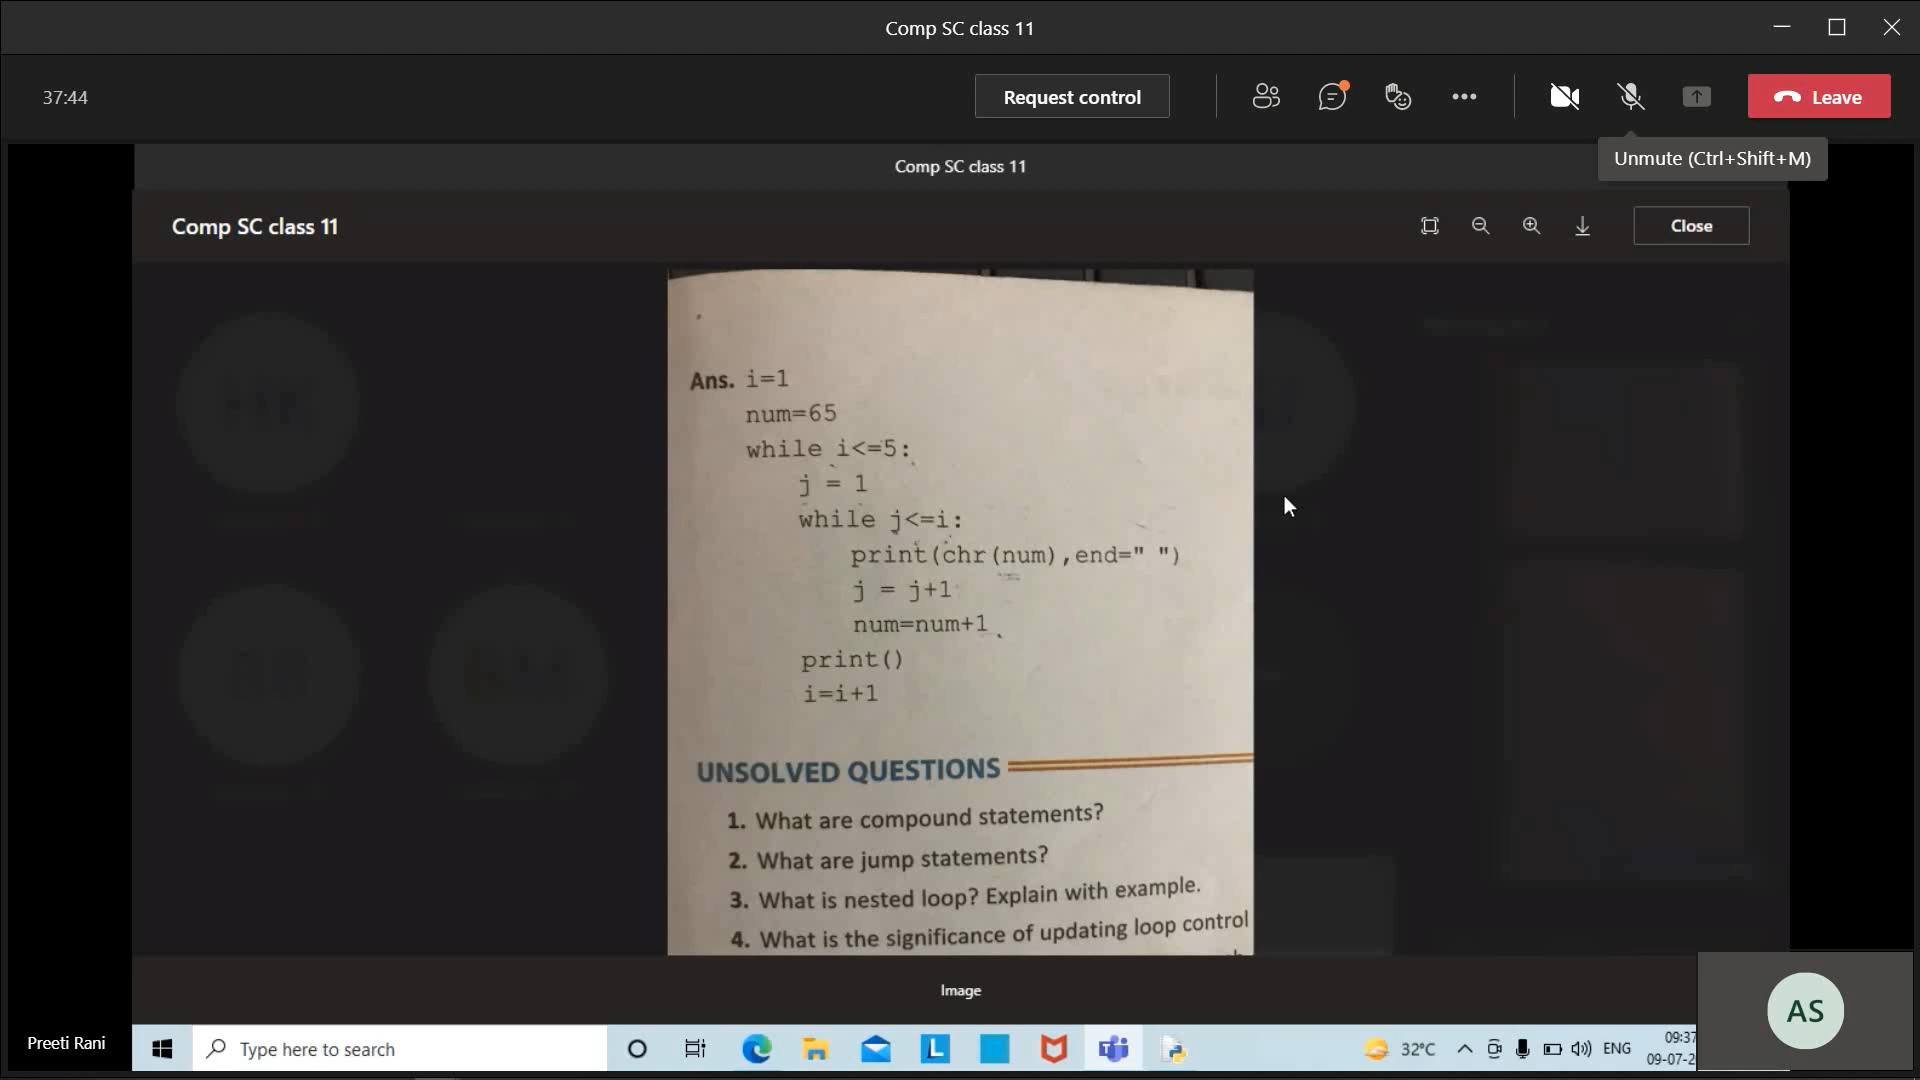 Comp SC class 11
37:44
Request control
Leave
Unmute (Ctrl+Shift+M)
Comp SC class 11
Comp SC class 11
Close
Ans. i=1
num=65
while i<=5:
j = 1
while j<=i:
print(chr(num),end=" ")
j = j+1
num=num+1
print()
i=i+1
UNSOLVED QUESTIONS
1. What are compound statements?
2. What are jump statements?
3. What is nested loop? Explain with example.
4. What is the significance of updating loop control
Image
Preeti Rani
Type here to search
L
32°C
ENG
09:37
09-07-2
AS